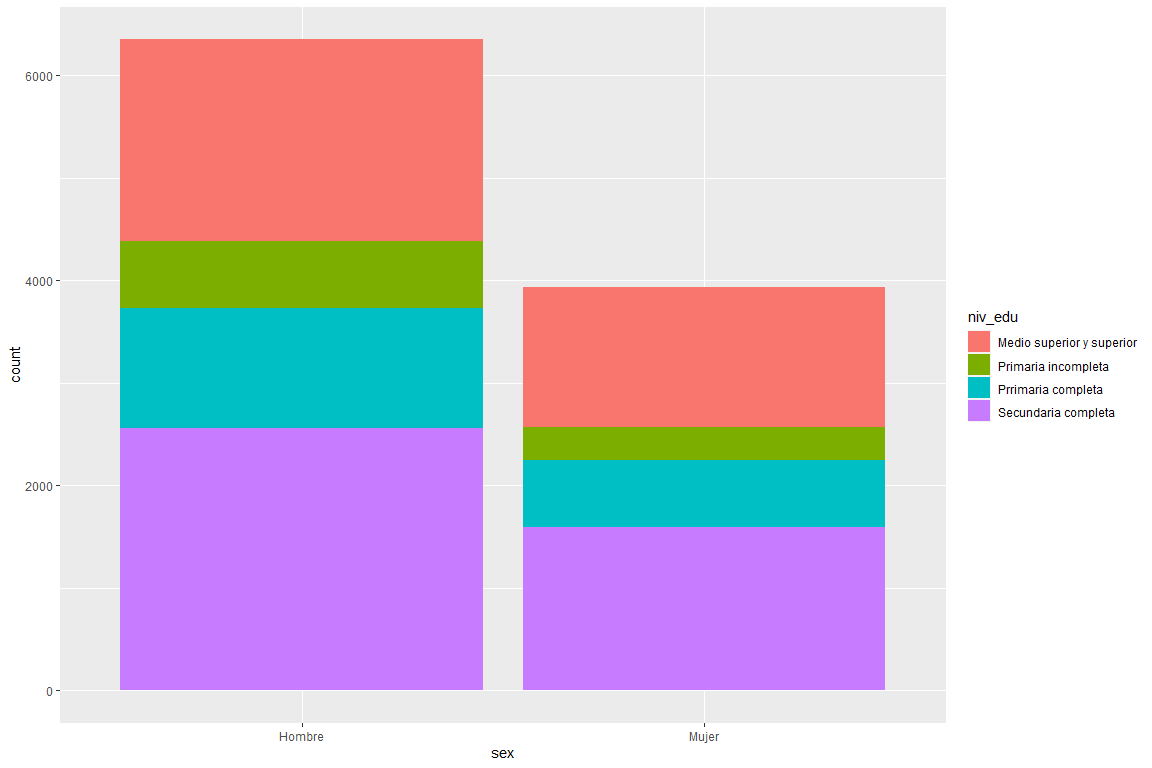 6000
4000
2000
0
count
Hombre
Mujer
sex
niv_edu
Medio superior y superior
Primaria incompleta
Prrimaria completa
Secundaria completa